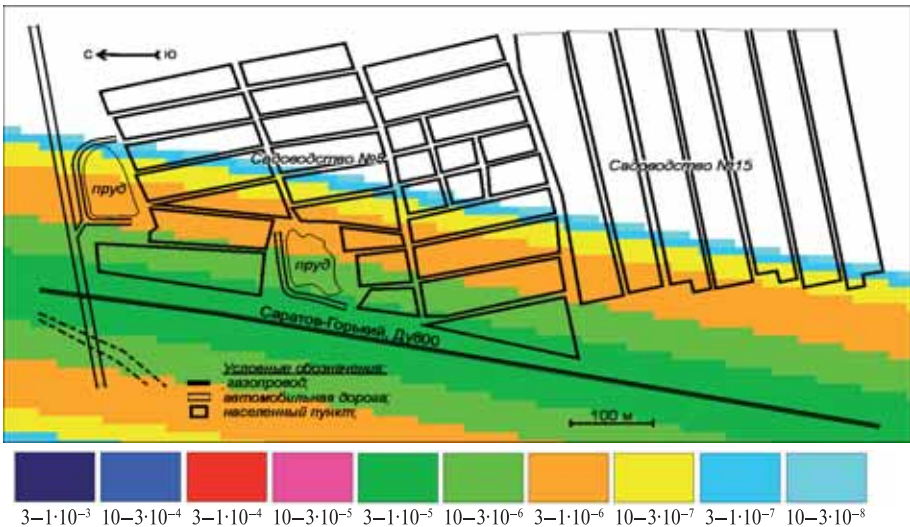 С Ю
Садоводство №8
Садоводство №15
пруд
пруд
Саратов-Горький, Ду800
Условные обозначения:
- газопровод;
- автомобильная дорога;
- населенный пункт;
100 м
3–1·10⁻³ 10–3·10⁻⁴ 3–1·10⁻⁴ 10–3·10⁻⁵ 3–1·10⁻⁵ 10–3·10⁻⁶ 3–1·10⁻⁶ 10–3·10⁻⁷ 3–1·10⁻⁷ 10–3·10⁻⁸